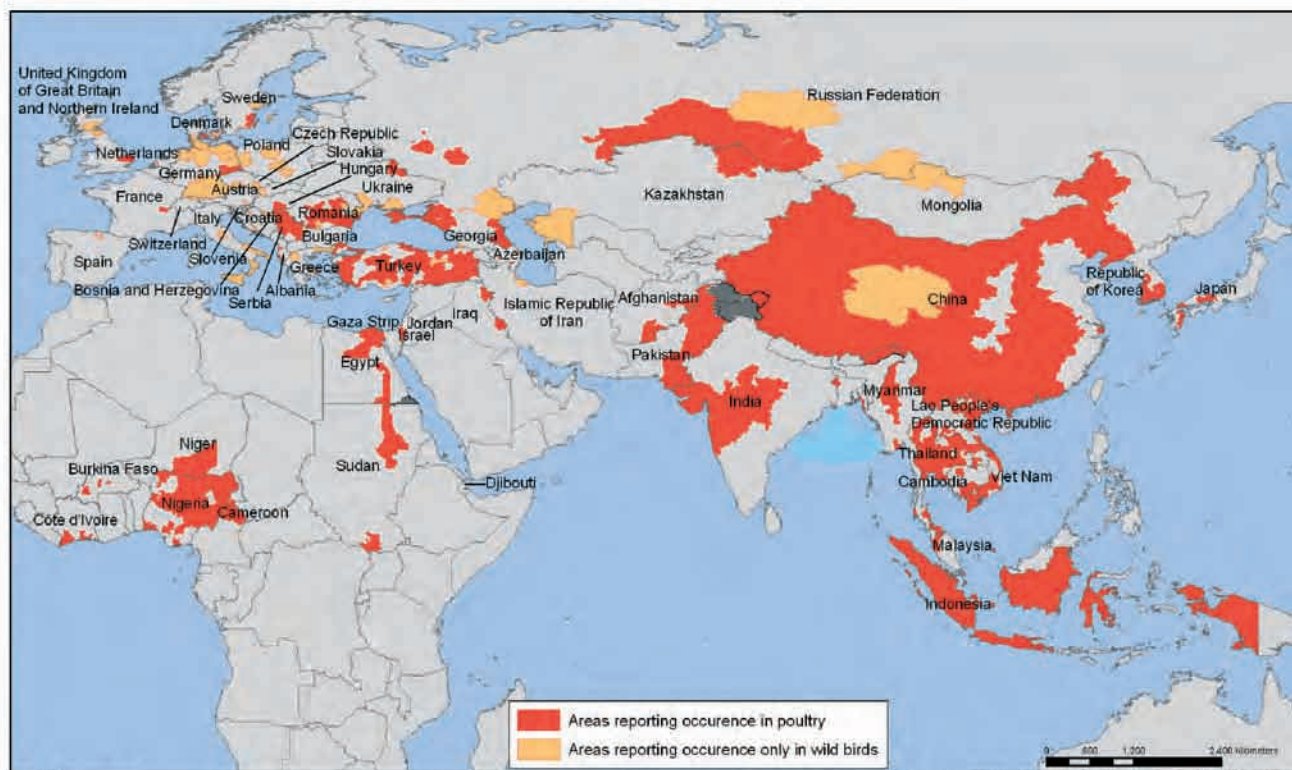 United Kingdom
of Great Britain
and Northern Ireland
Sweden
Denmark
Russian Federation
Czech Republic
Netherlands
Poland
Slovakia
Germany
Hungary
Austria
Ukraine
France
Kazakhstan
Mongolia
Italy
Croatia
Romania
Switzerland
Bulgaria
Georgia
Slovenia
Azerbaijan
Spain
Greece
Turkey
Bosnia and Herzegovina
Albania
Serbia
Republic
of Korea
Japan
Islamic Republic
of Iran
Afghanistan
China
Iraq
Gaza Strip
Jordan
Israel
Egypt
Pakistan
Myanmar
India
Lao People's
Democratic Republic
Niger
Thailand
Burkina Faso
Sudan
Viet Nam
Cambodia
Djibouti
Nigeria
Cameroon
Côte d'Ivoire
Malaysia
Indonesia
Areas reporting occurence in poultry
Areas reporting occurence only in wild birds
0 600 1,200 2,400 kilometers